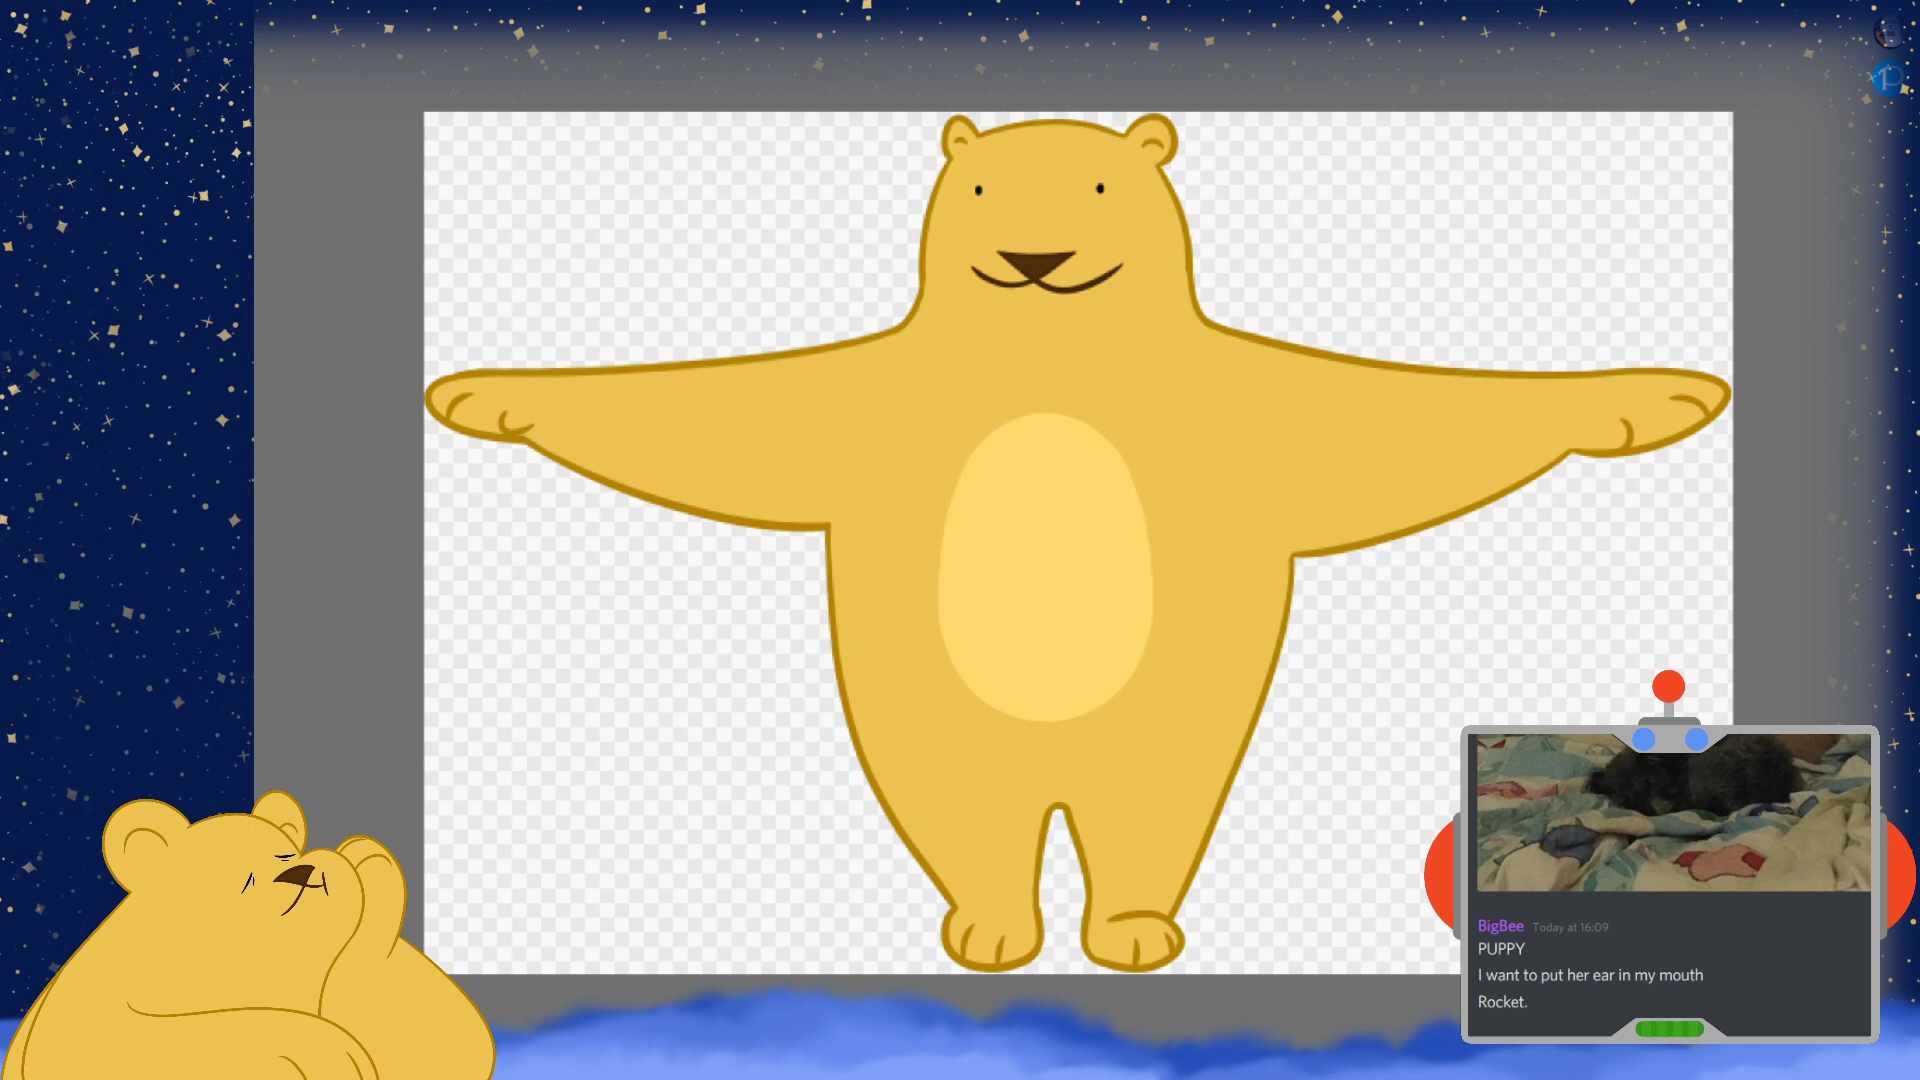 BigBee Today at 16:09
PUPPY
I want to put her ear in my mouth
Rocket.